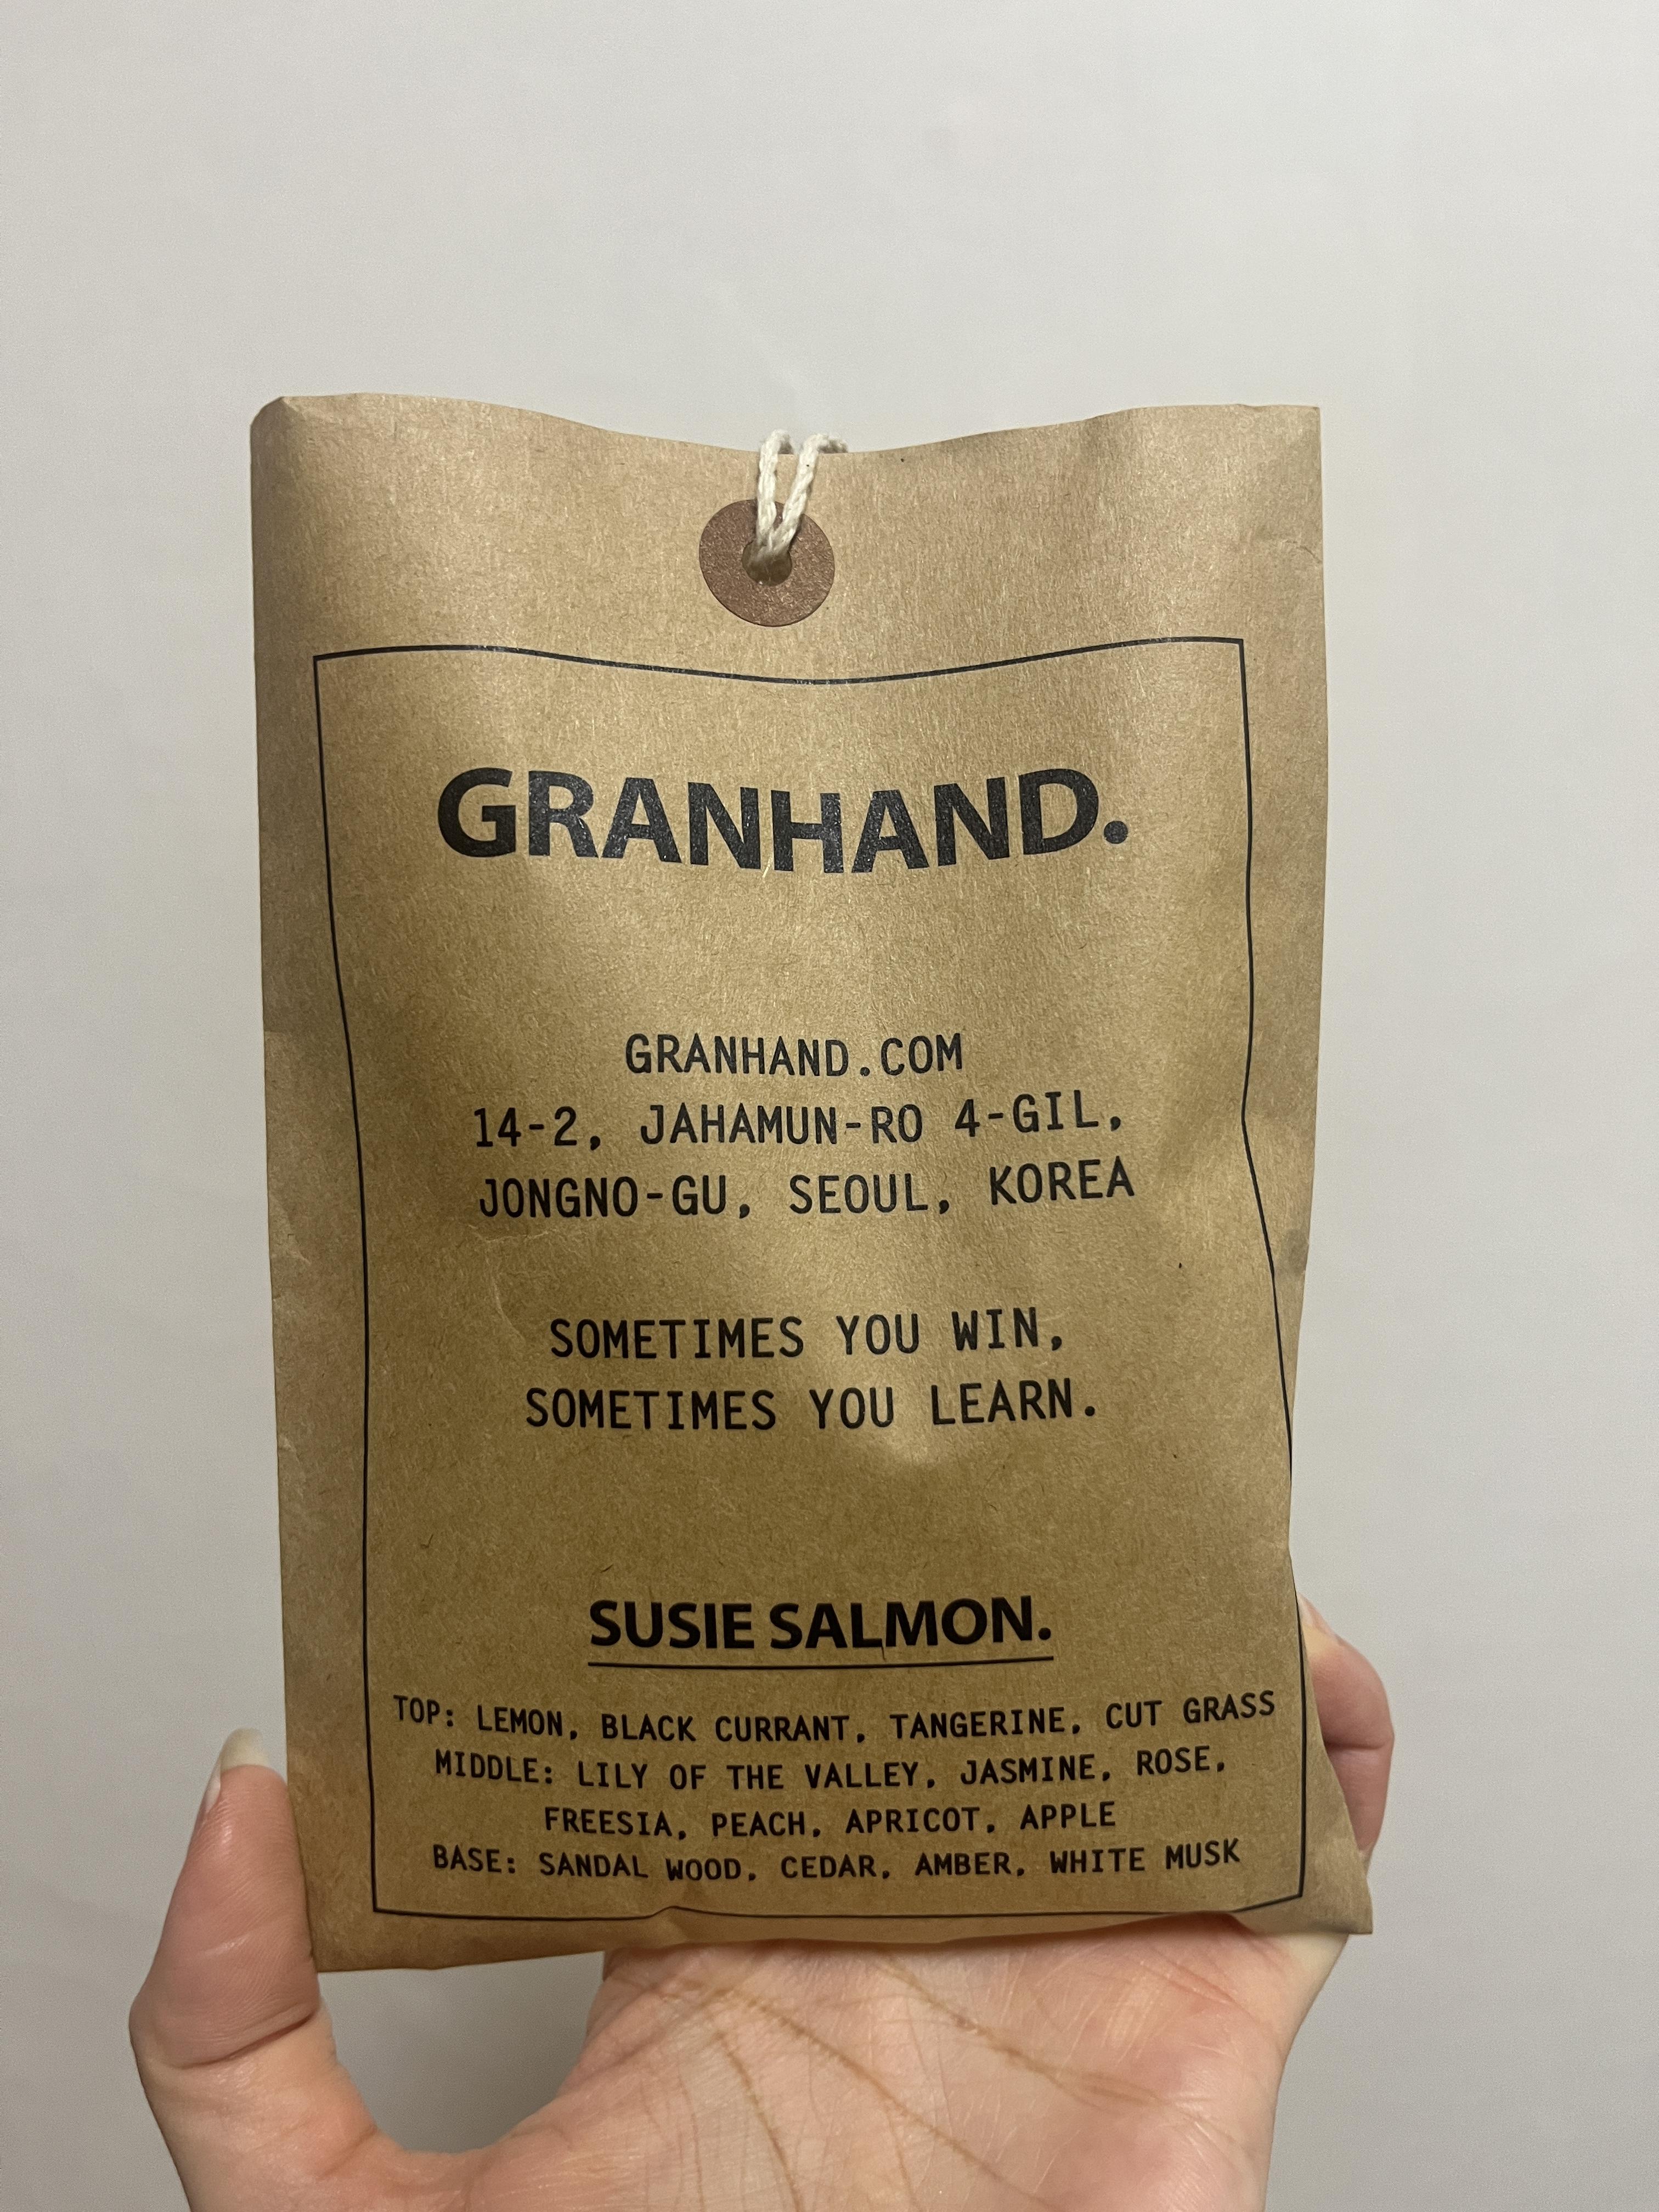 GRANHAND.
GRANHAND.COM
14-2, JAHAMUN-RO 4-GIL,
JONGNO-GU, SEOUL, KOREA
SOMETIMES YOU WIN,
SOMETIMES YOU LEARN.
SUSIE SALMON.
TOP: LEMON, BLACK CURRANT, TANGERINE, CUT GRASS
MIDDLE: LILY OF THE VALLEY, JASMINE, ROSE,
FREESIA, PEACH, APRICOT, APPLE
BASE: SANDAL WOOD, CEDAR, AMBER, WHITE MUSK